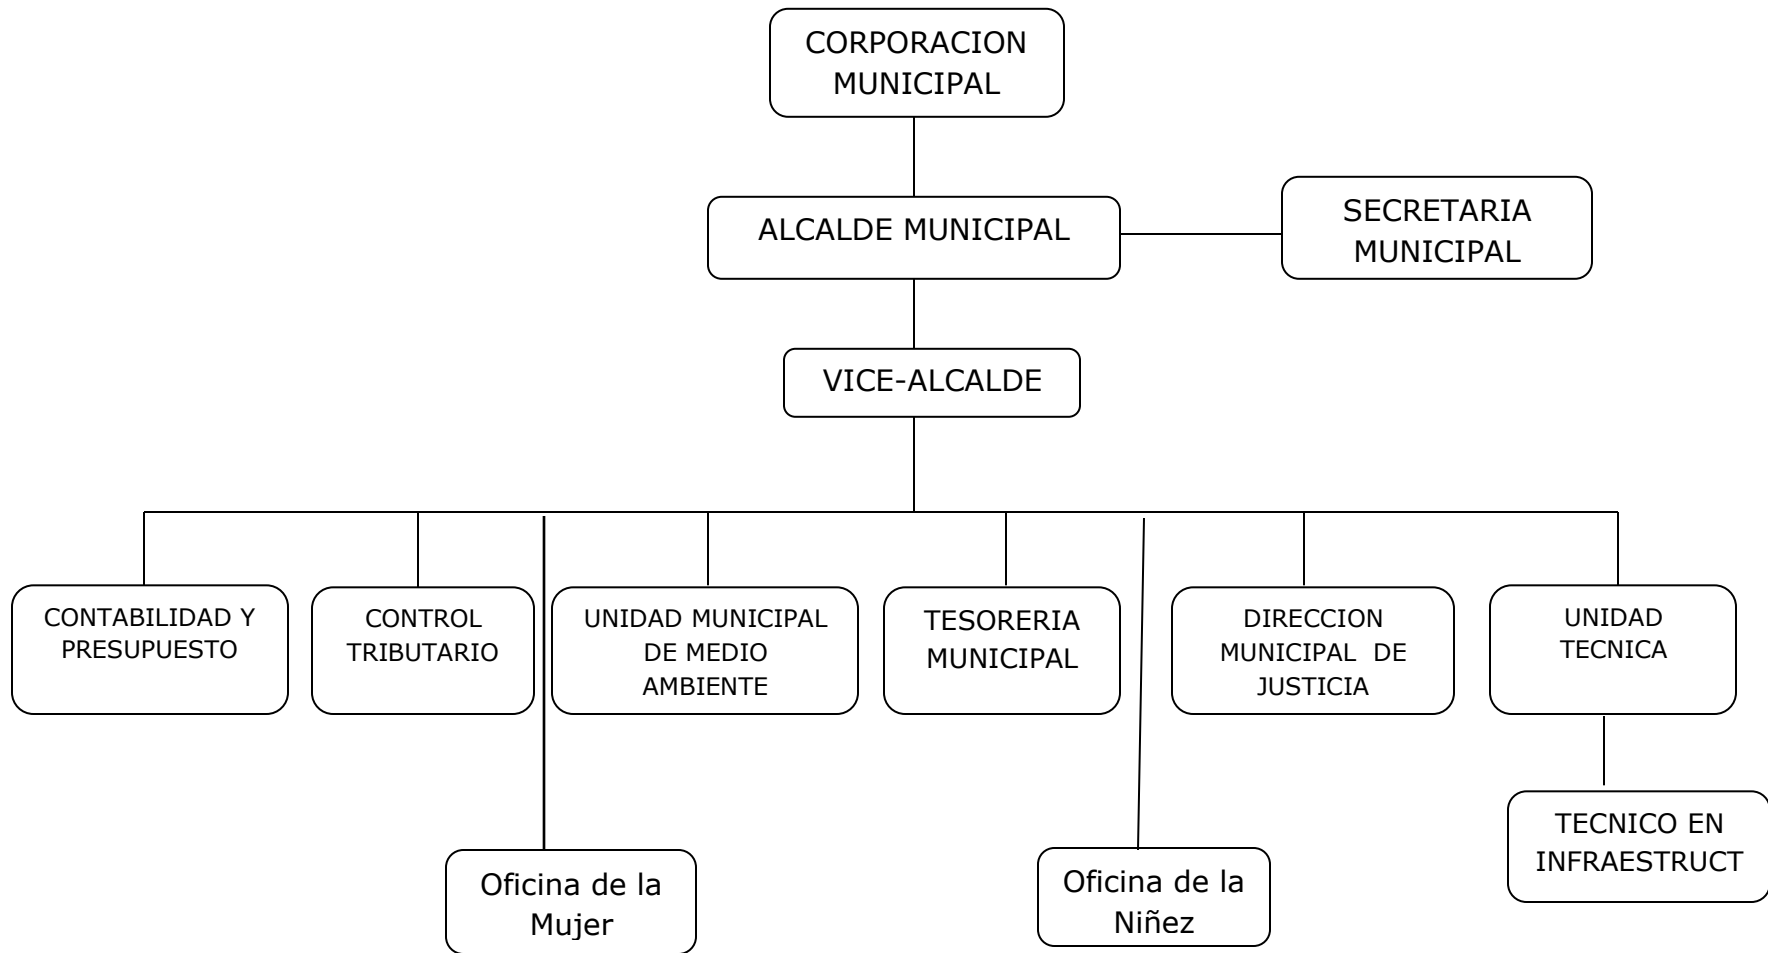 CORPORACION
MUNICIPAL
ALCALDE MUNICIPAL
SECRETARIA
MUNICIPAL
VICE-ALCALDE
CONTABILIDAD Y
PRESUPUESTO
CONTROL
TRIBUTARIO
UNIDAD MUNICIPAL
DE MEDIO
AMBIENTE
TESORERIA
MUNICIPAL
DIRECCION
MUNICIPAL DE
JUSTICIA
UNIDAD
TECNICA
Oficina de la
Mujer
Oficina de la
Niñez
TECNICO EN
INFRAESTRUCT